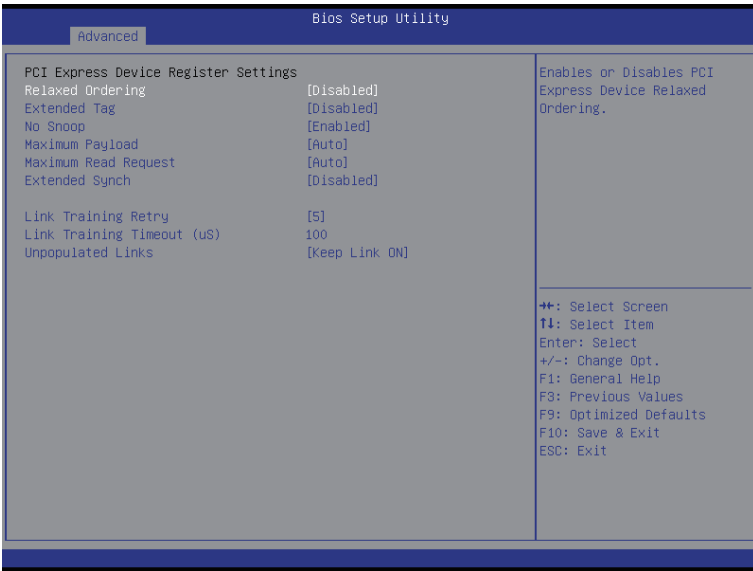 Bios Setup Utility
Advanced
PCI Express Device Register Settings
Relaxed Ordering [Disabled]
Extended Tag [Disabled]
No Snoop [Enabled]
Maximum Payload [Auto]
Maximum Read Request [Auto]
Extended Synch [Disabled]
Link Training Retry [5]
Link Training Timeout (uS) 100
Unpopulated Links [Keep Link ON]
Enables or Disables PCI
Express Device Relaxed
Ordering.
→←: Select Screen
↑↓: Select Item
Enter: Select
+/-: Change Opt.
F1: General Help
F3: Previous Values
F9: Optimized Defaults
F10: Save & Exit
ESC: Exit